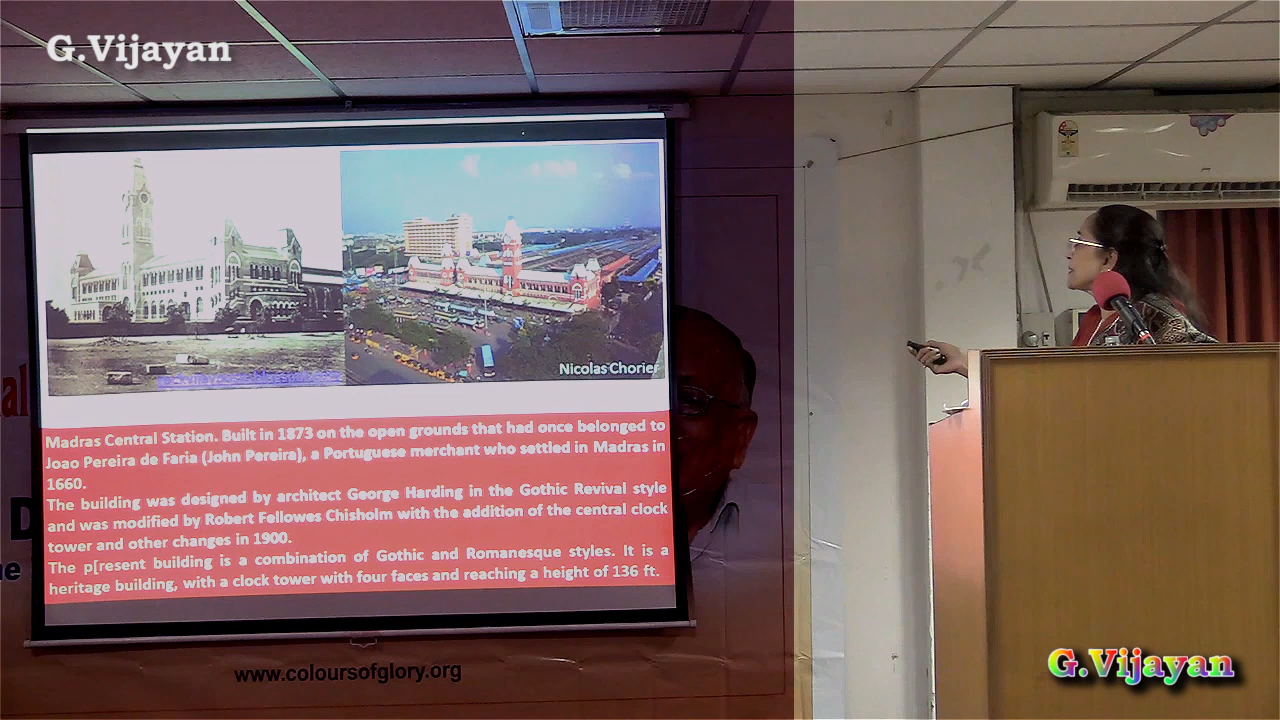 G.Vijayan
Nicolas Chorier
Madras Central Station. Built in 1873 on the open grounds that had once belonged to
Joao Pereira de Faria (John Pereira), a Portuguese merchant who settled in Madras in
1660.
The building was designed by architect George Harding in the Gothic Revival style
and was modified by Robert Fellowes Chisholm with the addition of the central clock
tower and other changes in 1900.
The p[resent building is a combination of Gothic and Romanesque styles. It is a
heritage building, with a clock tower with four faces and reaching a height of 136 ft.
www.coloursofglory.org
G.Vijayan